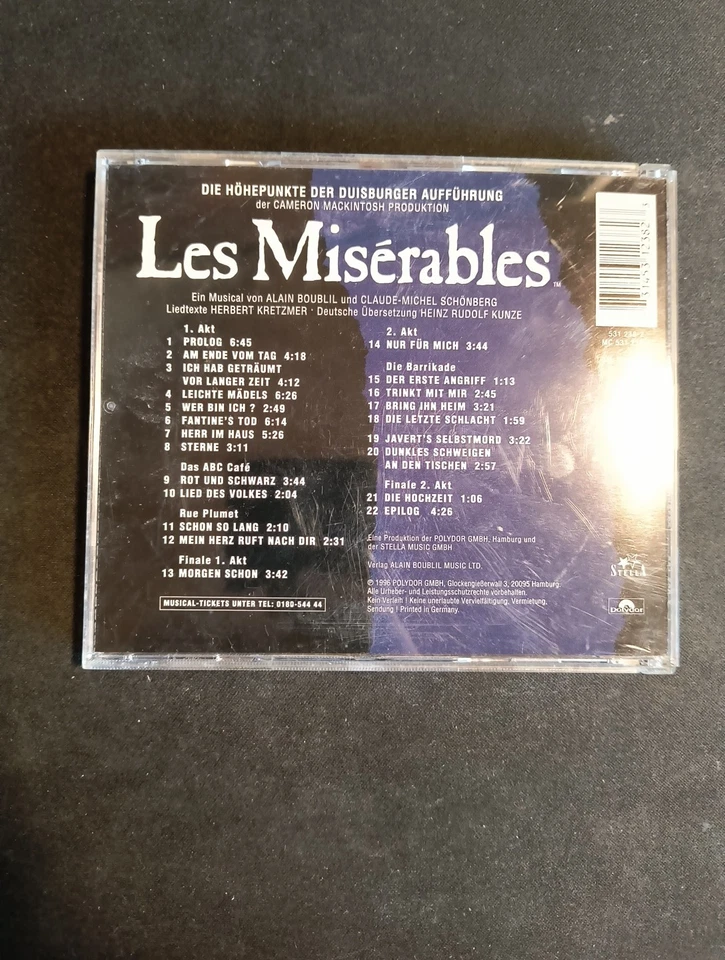 DIE HÖHEPUNKTE DER DUISBURGER AUFFÜHRUNG
der CAMERON MACKINTOSH PRODUKTION
Les Misérables™
Ein Musical von ALAIN BOUBLIL und CLAUDE-MICHEL SCHÖNBERG
Liedtexte HERBERT KRETZMER · Deutsche Übersetzung HEINZ RUDOLF KUNZE
1. Akt
1 PROLOG 6:45
2 AM ENDE VOM TAG 4:18
3 ICH HAB GETRÄUMT
VOR LANGER ZEIT 4:12
4 LEICHTE MÄDELS 6:26
5 WER BIN ICH ? 2:49
6 FANTINE'S TOD 6:14
7 HERR IM HAUS 5:26
8 STERNE 3:11
Das ABC Café
9 ROT UND SCHWARZ 3:44
10 LIED DES VOLKES 2:04
Rue Plumet
11 SCHON SO LANG 2:10
12 MEIN HERZ RUFT NACH DIR 2:31
Finale 1. Akt
13 MORGEN SCHON 3:42
MUSICAL-TICKETS UNTER TEL: 0180-544 44
2. Akt
14 NUR FÜR MICH 3:44
Die Barrikade
15 DER ERSTE ANGRIFF 1:13
16 TRINKT MIT MIR 2:45
17 BRING IHN HEIM 3:21
18 DIE LETZTE SCHLACHT 1:59
19 JAVERT'S SELBSTMORD 3:22
20 DUNKLES SCHWEIGEN
AN DEN TISCHEN 2:57
Finale 2. Akt
21 DIE HOCHZEIT 1:06
22 EPILOG 4:26
Eine Produktion der POLYDOR GMBH, Hamburg und
der STELLA MUSIC GMBH
Verlag ALAIN BOUBLIL MUSIC LTD.
℗ 1996 POLYDOR GMBH, Glockengießerwall 3, 20095 Hamburg
Alle Urheber- und Leistungsschutzrechte vorbehalten.
Kein Verleih! Keine unerlaubte Vervielfältigung, Vermietung,
Sendung! Printed in Germany.
531
MC
STELLA
Polydor